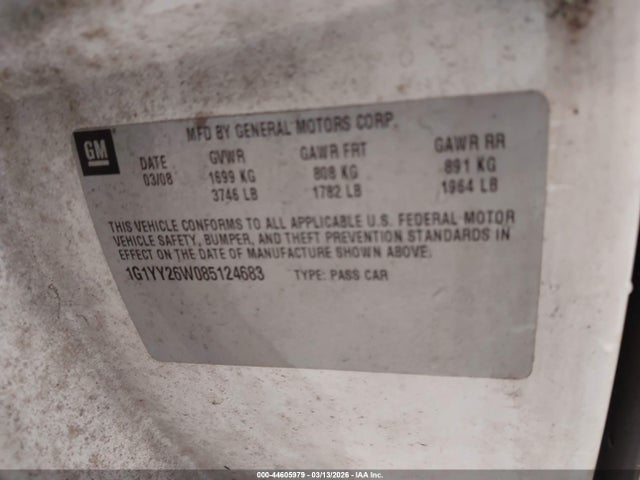 MFD BY GENERAL MOTORS CORP.
GM
DATE GVWR GAWR FRT GAWR RR
03/08 1699 KG 808 KG 891 KG
3746 LB 1782 LB 1964 LB
THIS VEHICLE CONFORMS TO ALL APPLICABLE U.S. FEDERAL MOTOR
VEHICLE SAFETY, BUMPER, AND THEFT PREVENTION STANDARDS IN
EFFECT ON THE DATE OF MANUFACTURE SHOWN ABOVE:
1G1YY26W085124683 TYPE: PASS CAR
000-44605979 - 03/13/2026 - IAA Inc.